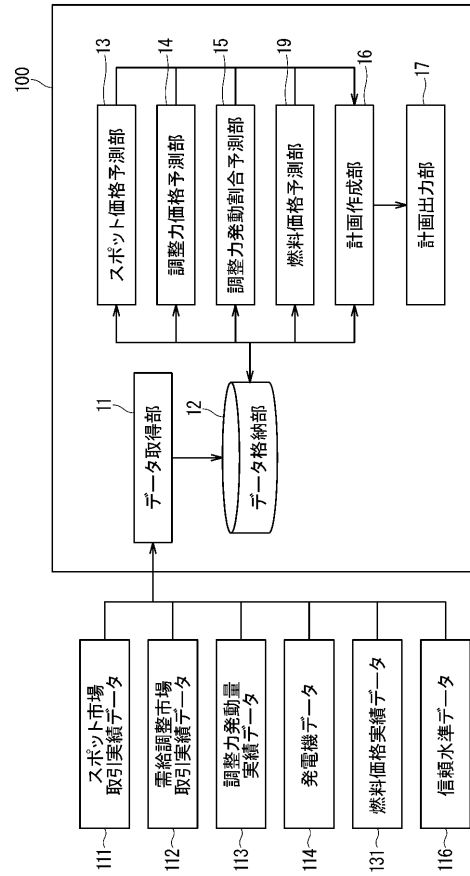 100
スポット市場
取引実績データ
111
需給調整市場
取引実績データ
112
調整力発動量
実績データ
113
発電機データ
114
燃料価格実績データ
131
信頼水準データ
116
データ取得部
11
データ格納部
12
スポット価格予測部
13
調整力価格予測部
14
調整力発動割合予測部
15
燃料価格予測部
19
計画作成部
16
計画出力部
17